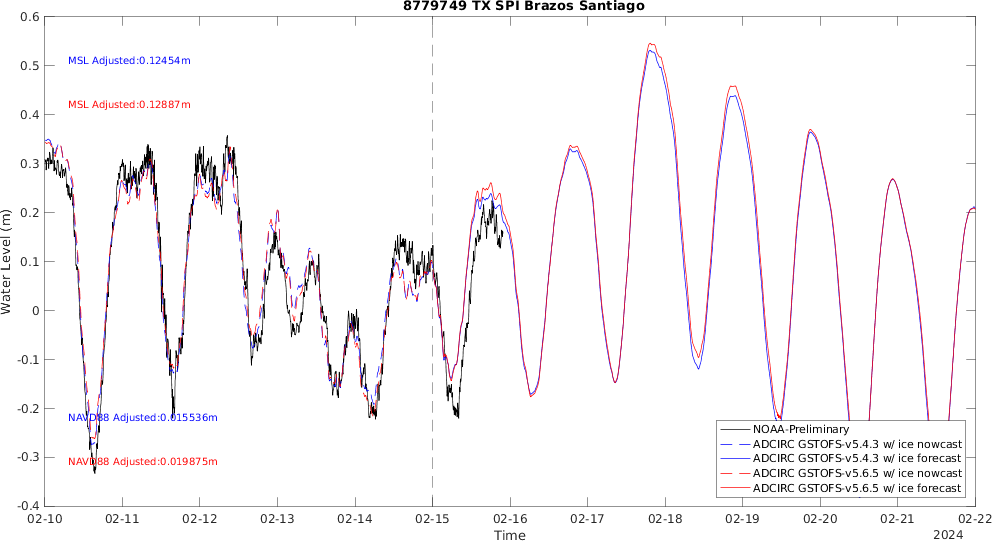 8779749 TX SPI Brazos Santiago
0.6
0.5
0.4
0.3
0.2
0.1
0
-0.1
-0.2
-0.3
-0.4
Water Level (m)
MSL Adjusted:0.12454m
MSL Adjusted:0.12887m
NAVD88 Adjusted:0.015536m
NAVD88 Adjusted:0.019875m
NOAA-Preliminary
ADCIRC GSTOFS-v5.4.3 w/ ice nowcast
ADCIRC GSTOFS-v5.4.3 w/ ice forecast
ADCIRC GSTOFS-v5.6.5 w/ ice nowcast
ADCIRC GSTOFS-v5.6.5 w/ ice forecast
02-10 02-11 02-12 02-13 02-14 02-15 02-16 02-17 02-18 02-19 02-20 02-21 02-22
Time
2024